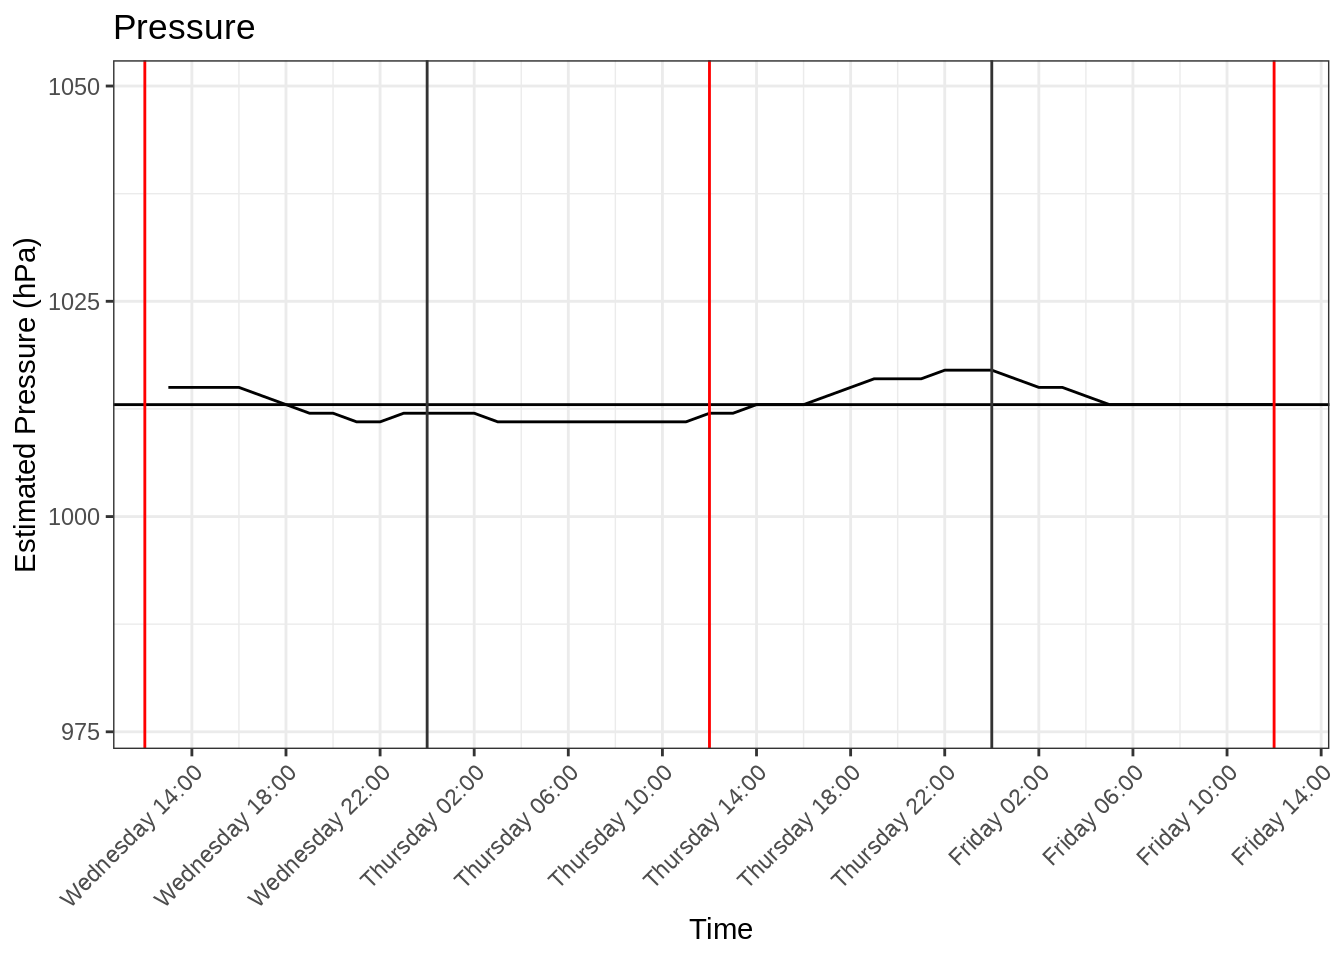 Pressure
Estimated Pressure (hPa)
1050
1025
1000
975
Wednesday 14:00
Wednesday 18:00
Wednesday 22:00
Thursday 02:00
Thursday 06:00
Thursday 10:00
Thursday 14:00
Thursday 18:00
Thursday 22:00
Friday 02:00
Friday 06:00
Friday 10:00
Friday 14:00
Time